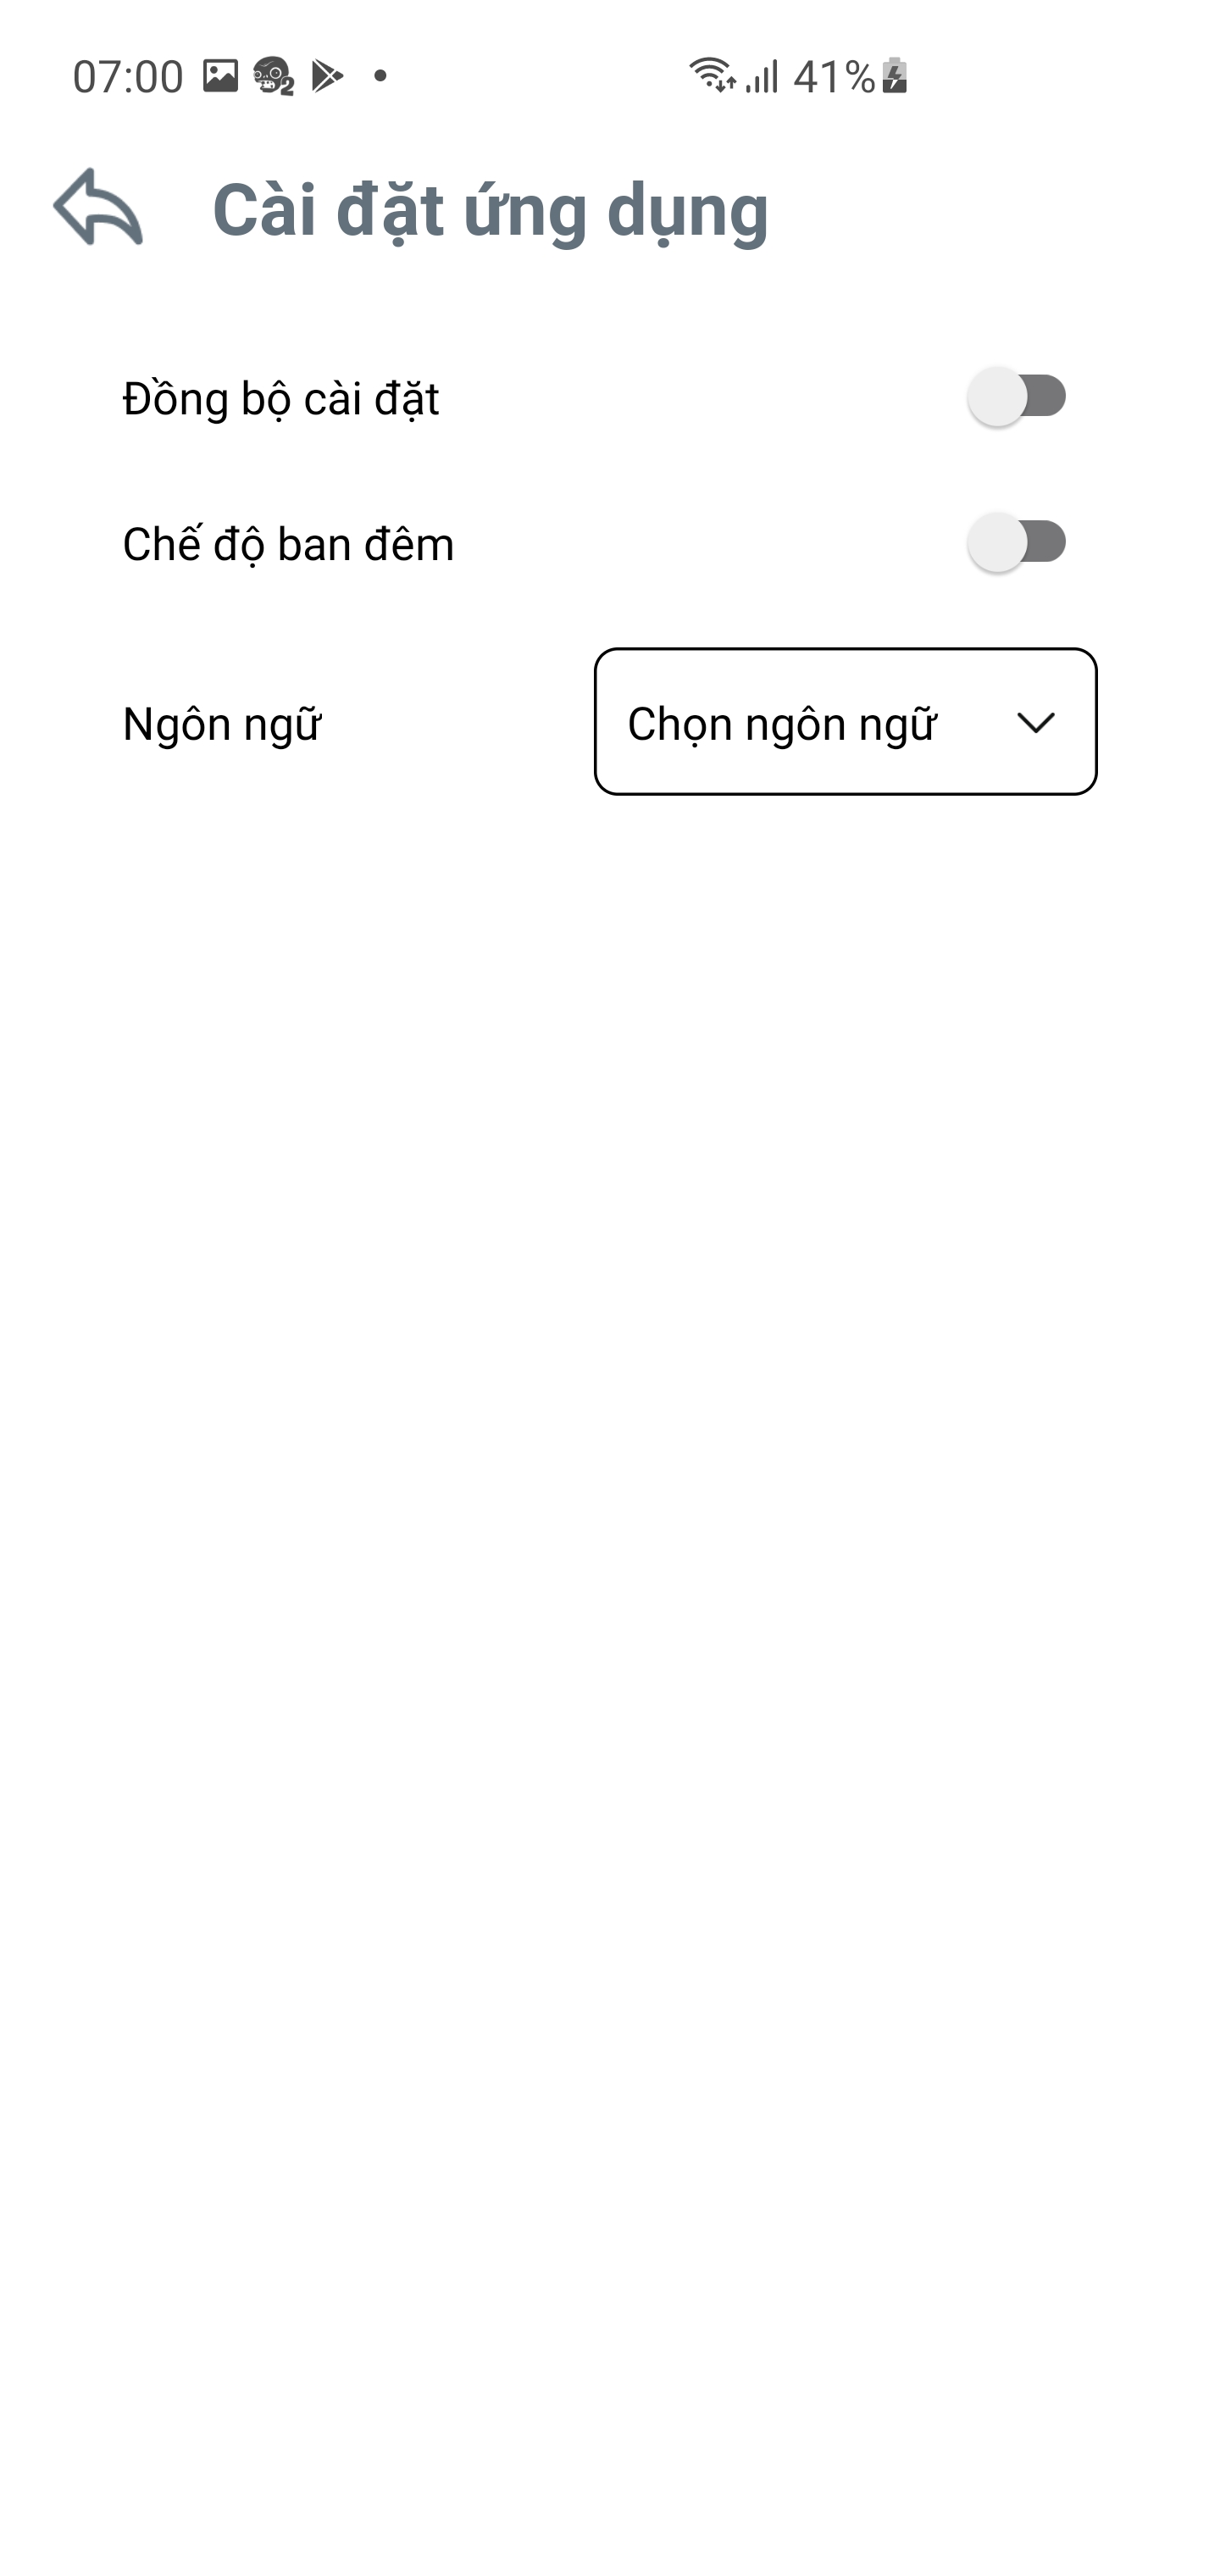 07:00 41%
Cài đặt ứng dụng
Đồng bộ cài đặt
Chế độ ban đêm
Ngôn ngữ Chọn ngôn ngữ